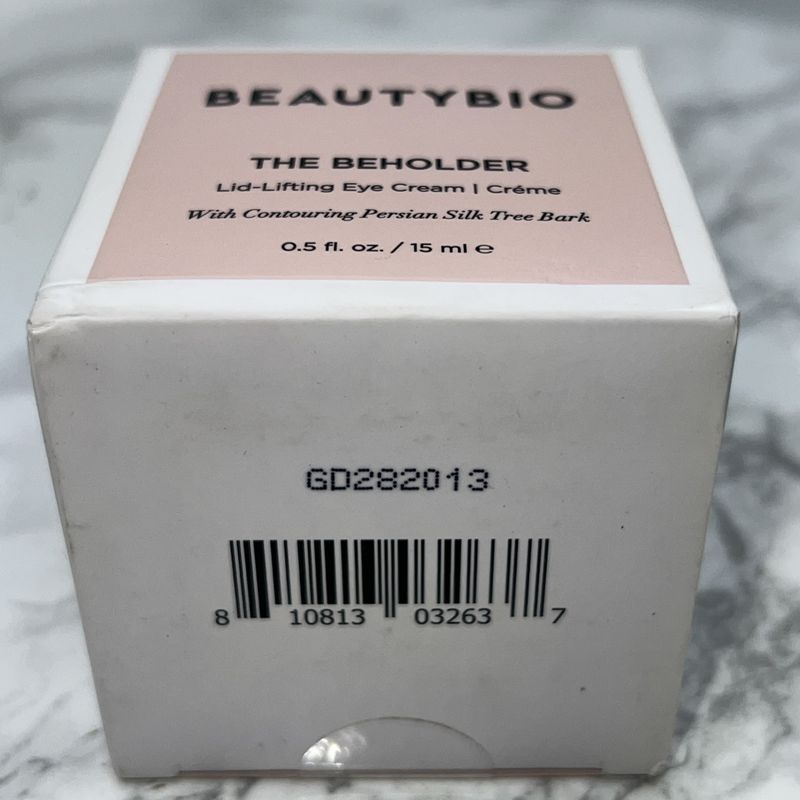 BEAUTYBIO
THE BEHOLDER
Lid-Lifting Eye Cream | Créme
With Contouring Persian Silk Tree Bark
0.5 fl. oz. / 15 ml ℮
GD282013
8 10813 03263 7